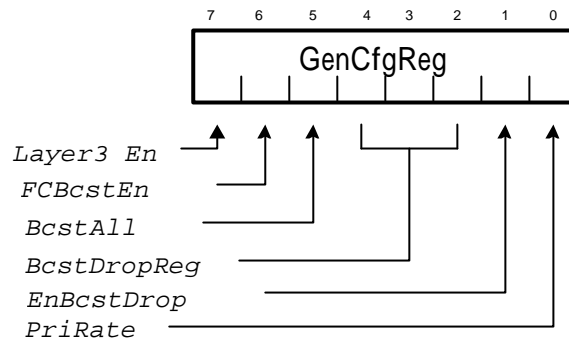 7 6 5 4 3 2 1 0
GenCfgReg
Layer3 En
FCBcstEn
BcstAll
BcstDropReg
EnBcstDrop
PriRate